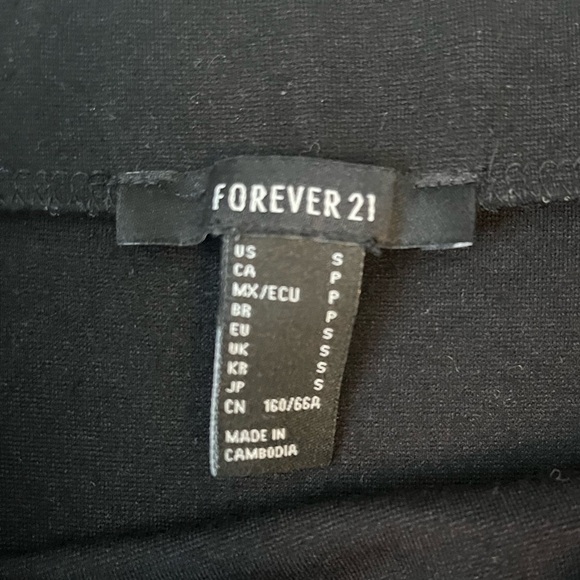 FOREVER 21
US S
CA P
MX/ECU P
BR P
EU S
UK S
KR S
JP S
CN 160/66A
MADE IN
CAMBODIA